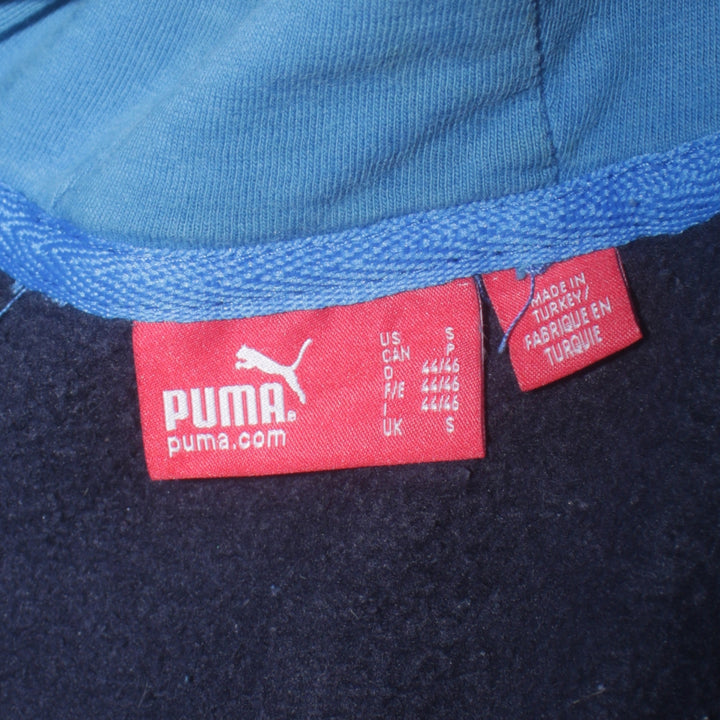 PUMA®
puma.com
US S
CAN P
D 44/46
F/E 44/46
I 44/46
UK S
MADE IN
TURKEY/
FABRIQUE EN
TURQUIE